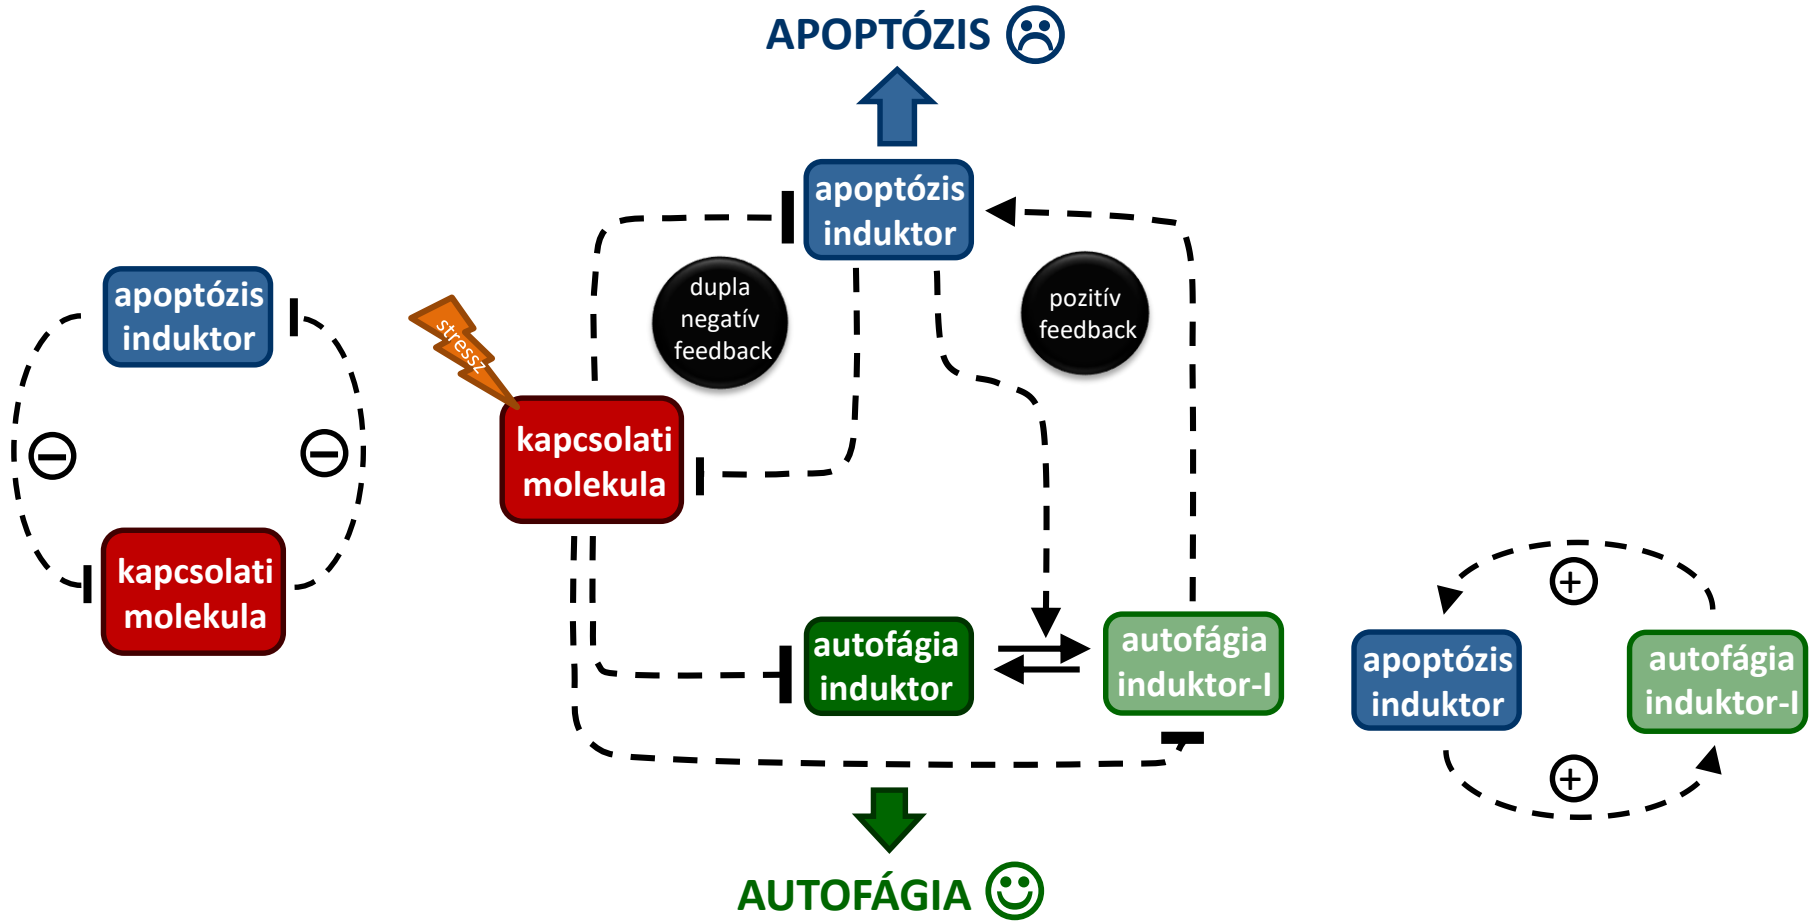 APOPTÓZIS
apoptózis
induktor
dupla
negatív
feedback
pozitív
feedback
apoptózis
induktor
stressz
kapcsolati
molekula
kapcsolati
molekula
autofágia
induktor
autofágia
induktor-I
apoptózis
induktor
autofágia
induktor-I
AUTOFÁGIA